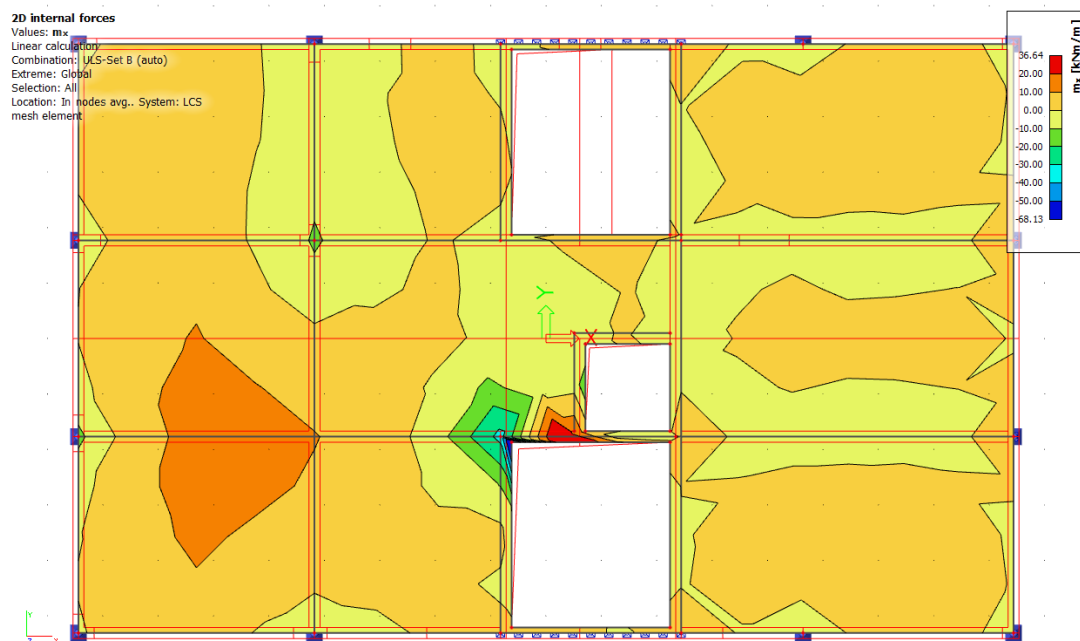 2D internal forces
Values: mₓ
Linear calculation
Combination: ULS-Set B (auto)
Extreme: Global
Selection: All
Location: In nodes avg.. System: LCS
mesh element
mₓ [kNm/m]
36.64
20.00
10.00
0.00
-10.00
-20.00
-30.00
-40.00
-50.00
-68.13
Y
X
Y